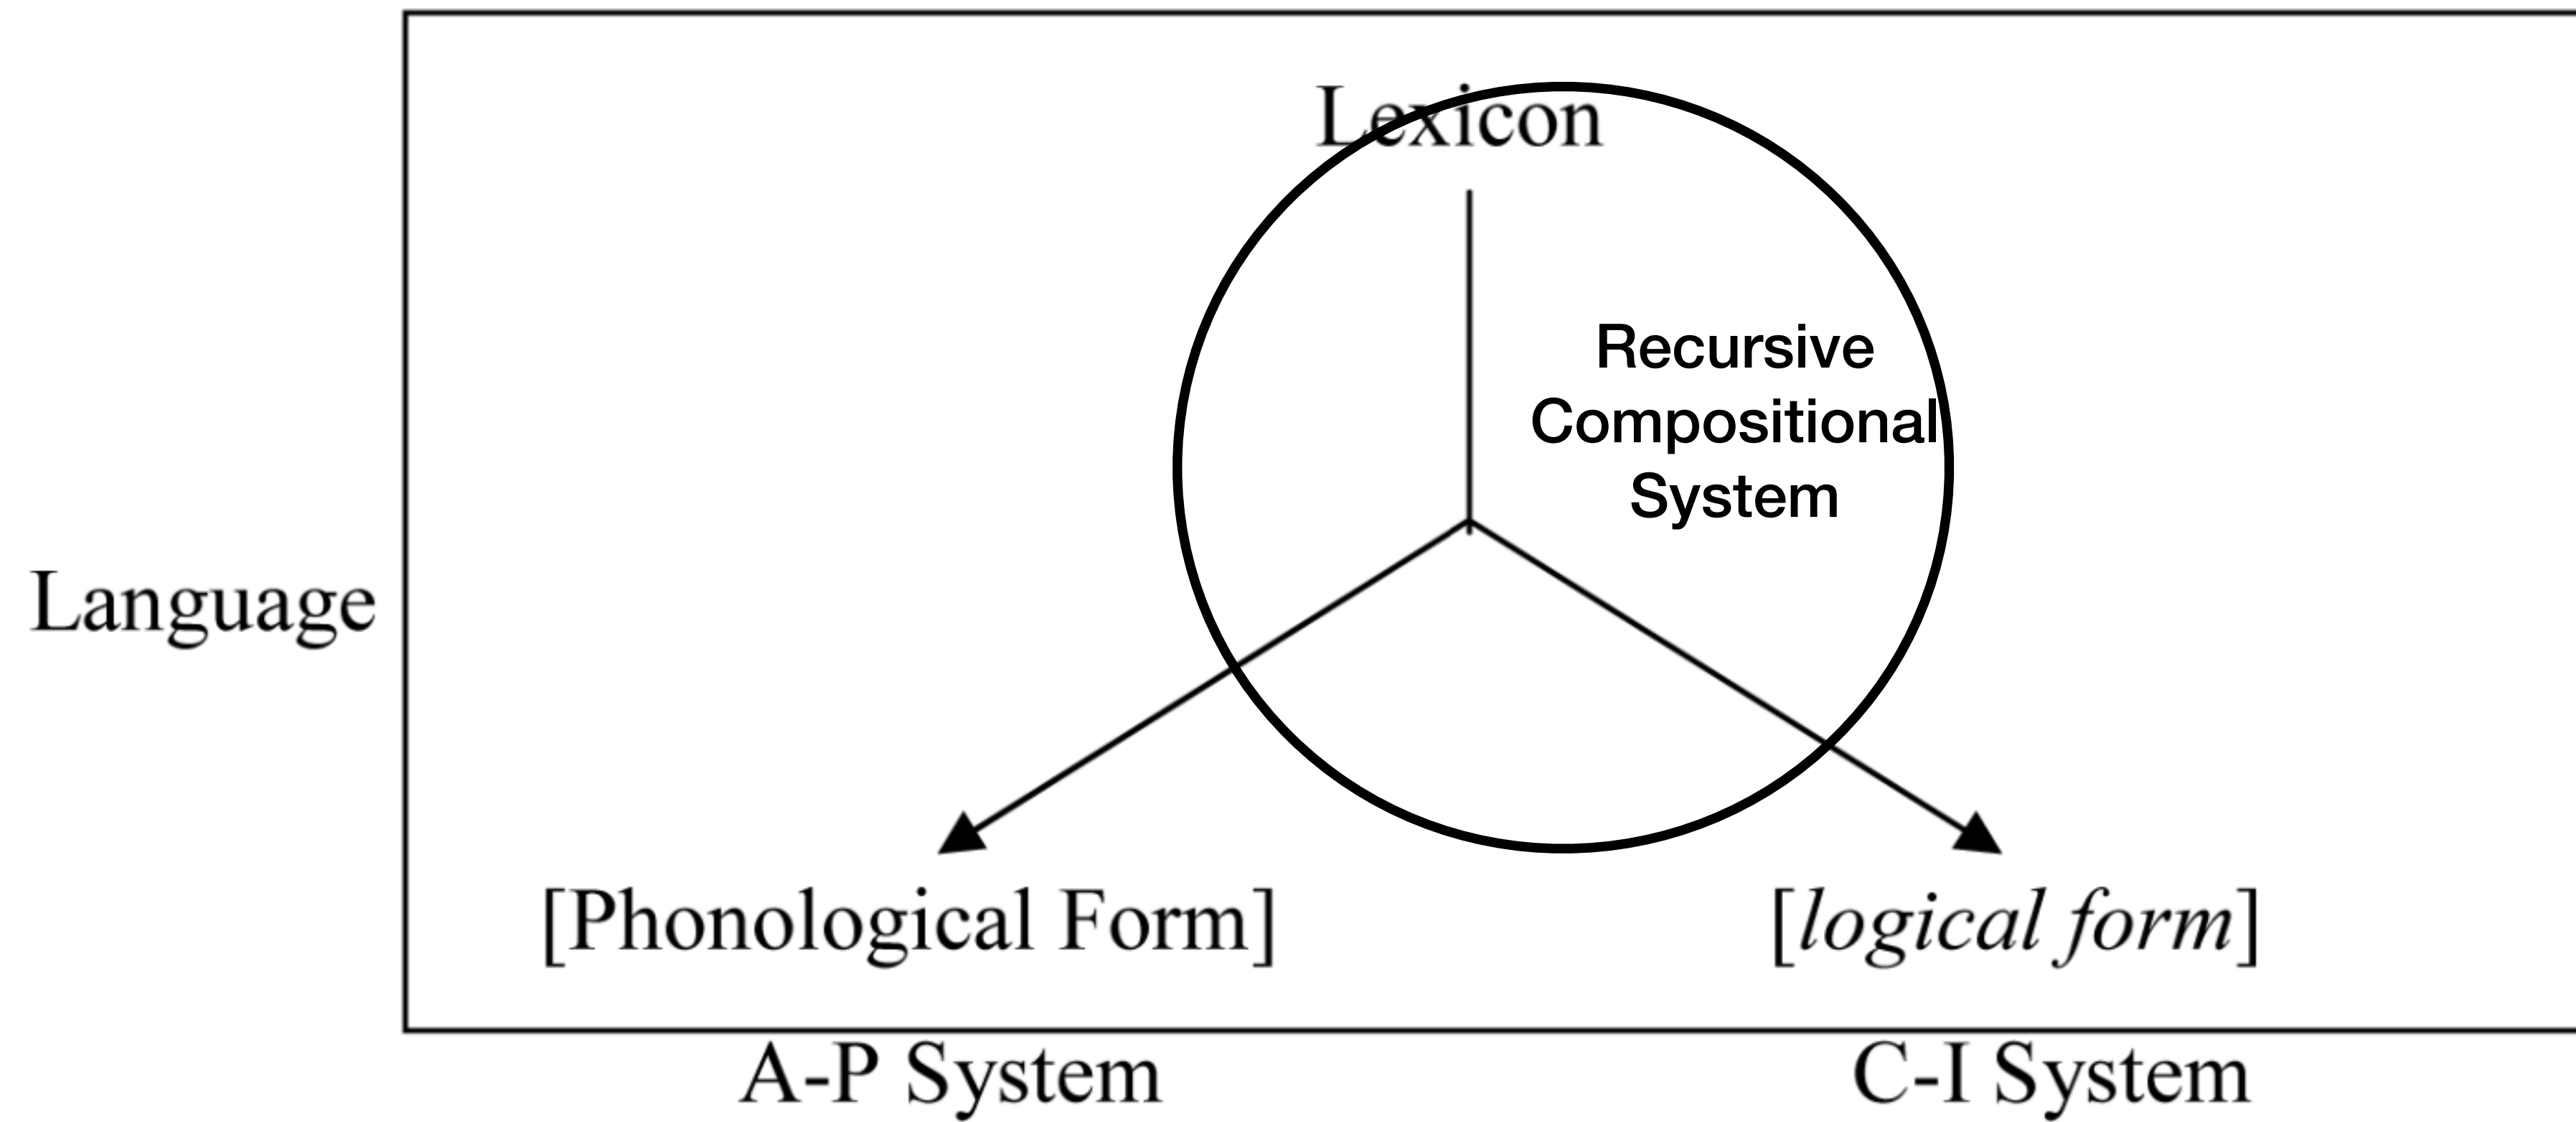 Lexicon
Recursive
Compositional
System
Language
[Phonological Form]
[logical form]
A-P System
C-I System